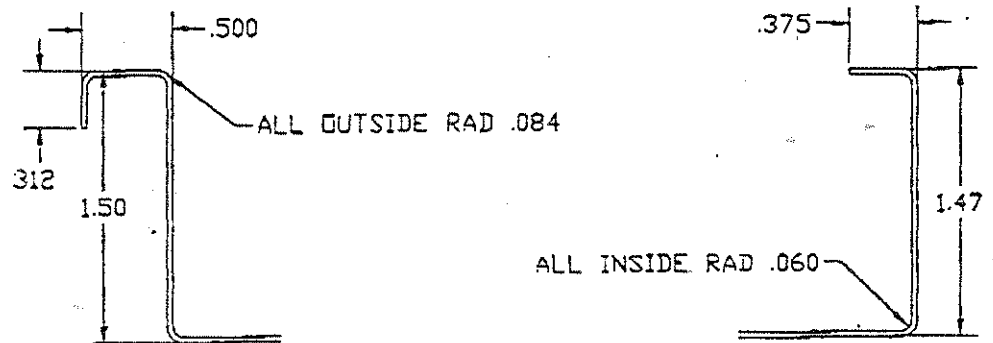 .500
.375
ALL OUTSIDE RAD .084
.312
1.50
1.47
ALL INSIDE RAD .060